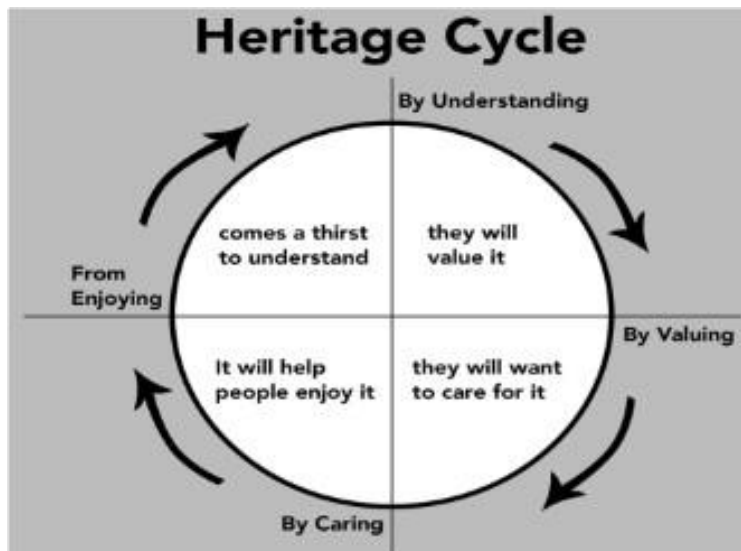 Heritage Cycle
By Understanding
they will
value it
By Valuing
they will want
to care for it
By Caring
It will help
people enjoy it
From
Enjoying
comes a thirst
to understand